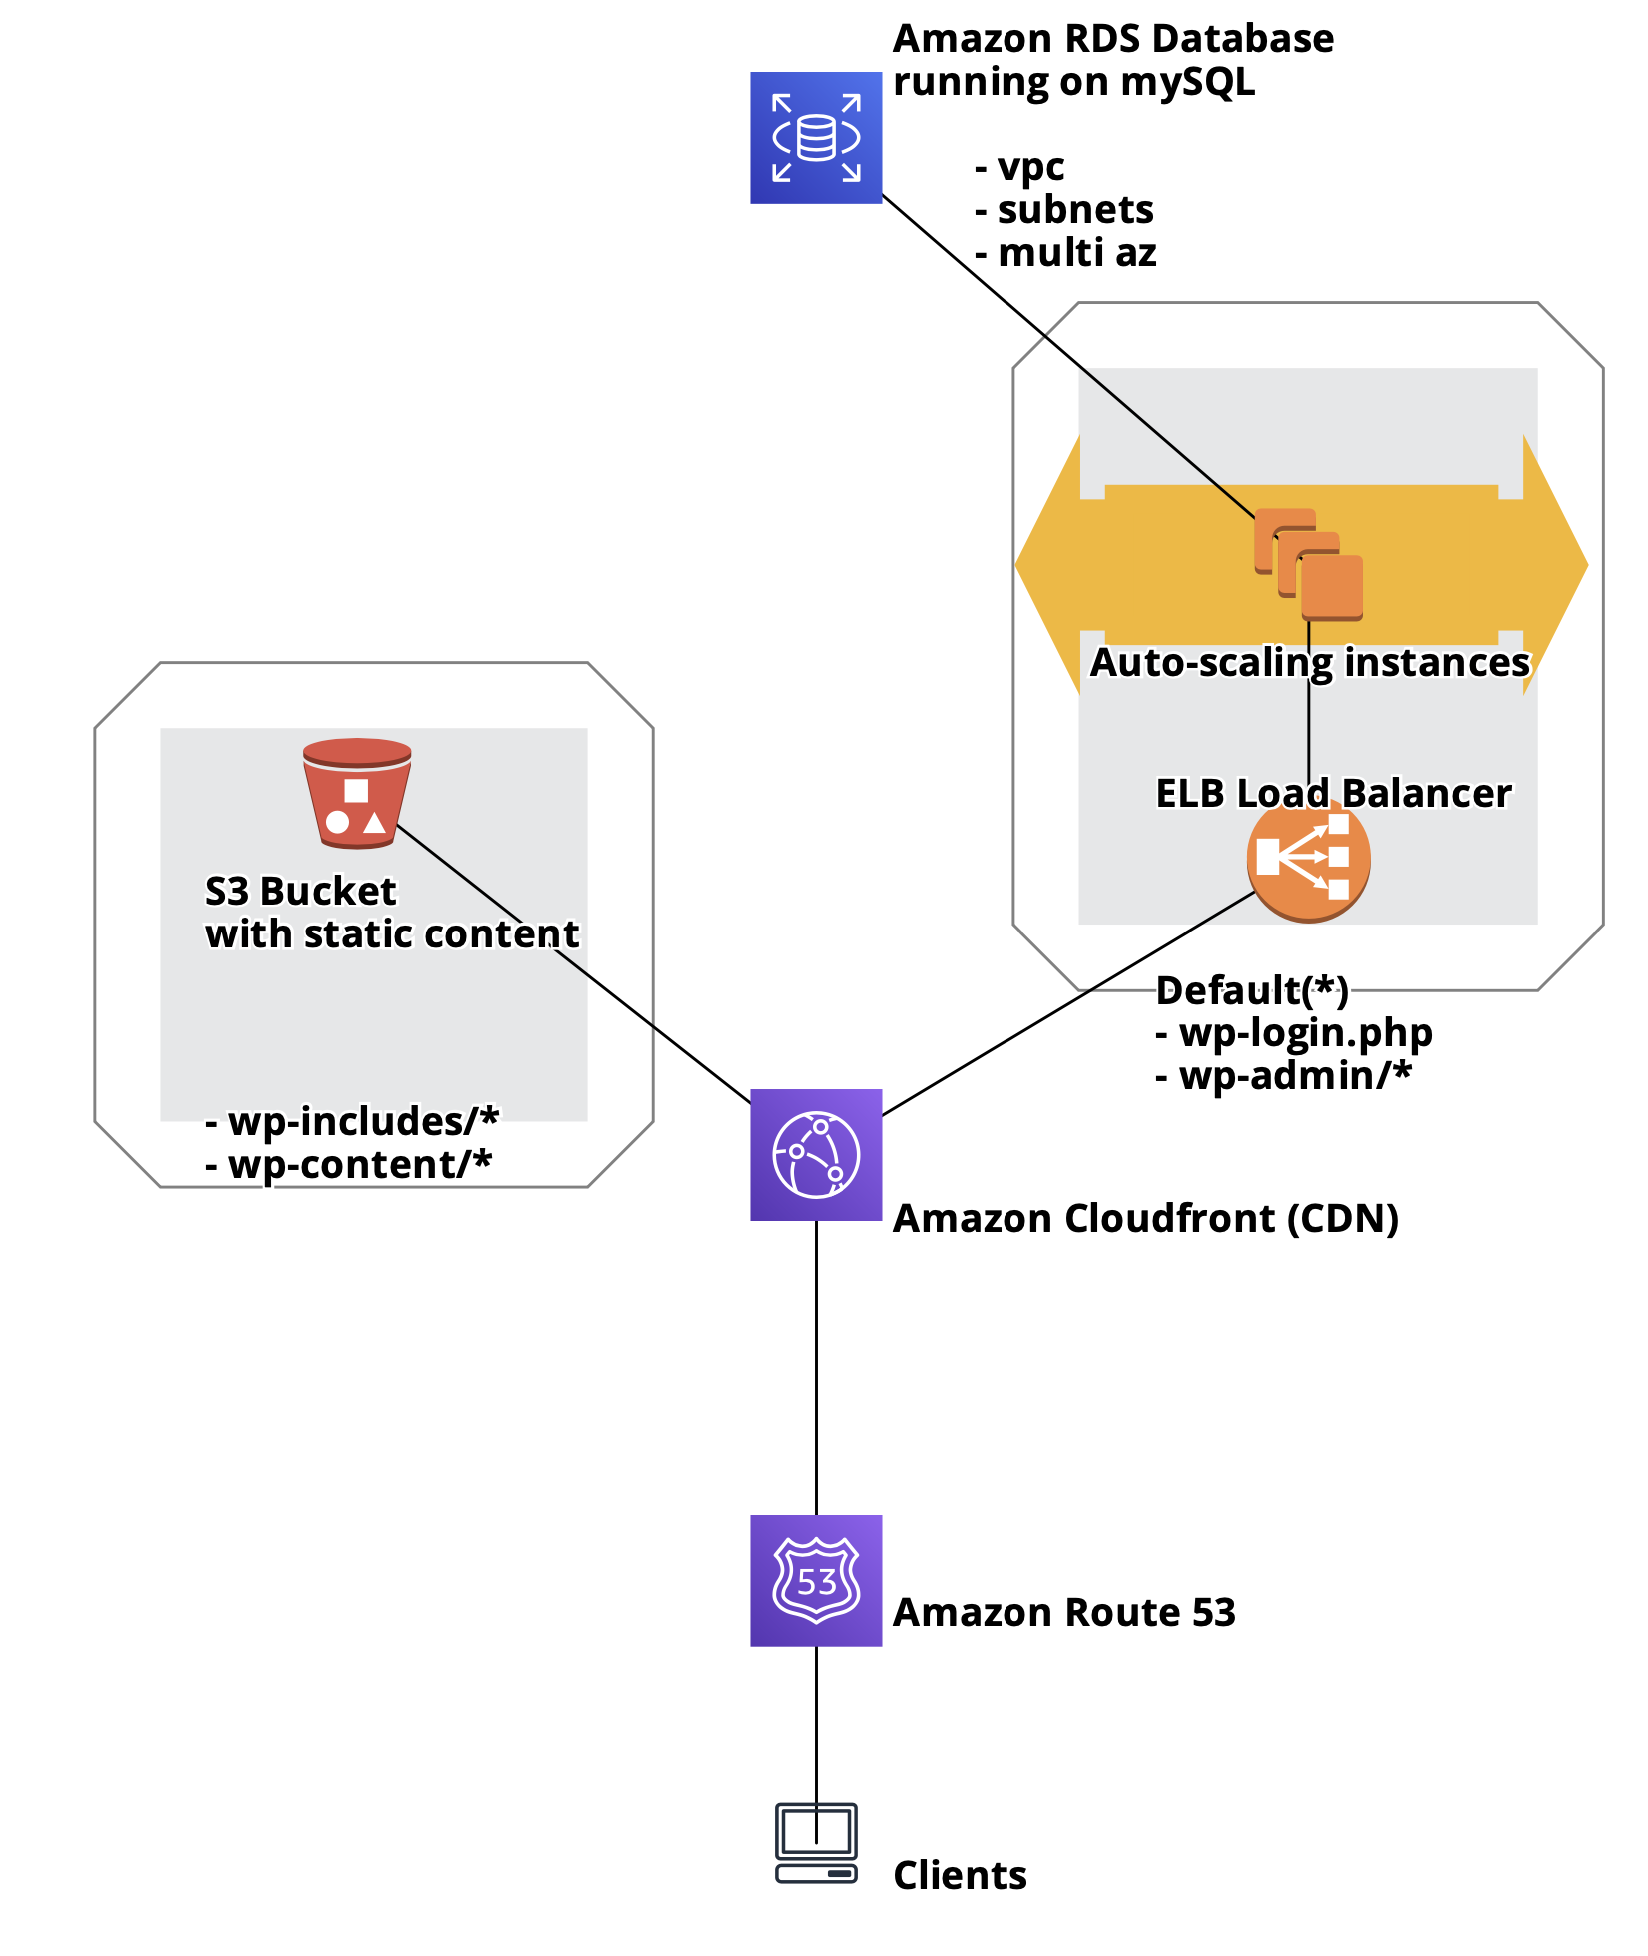 Amazon RDS Database
running on mySQL
- vpc
- subnets
- multi az
Auto-scaling instances
ELB Load Balancer
S3 Bucket
with static content
Default(*)
- wp-login.php
- wp-admin/*
- wp-includes/*
- wp-content/*
Amazon Cloudfront (CDN)
53
Amazon Route 53
Clients